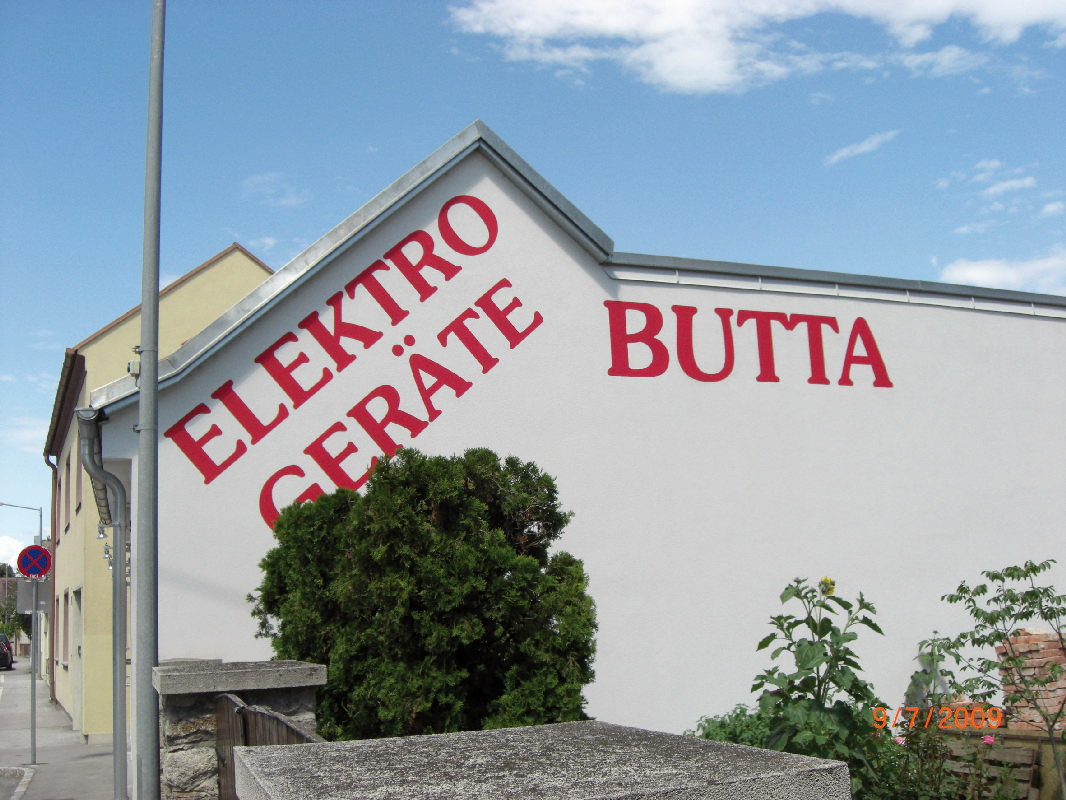 ELEKTRO
GERÄTE
BUTTA
9/7/2009